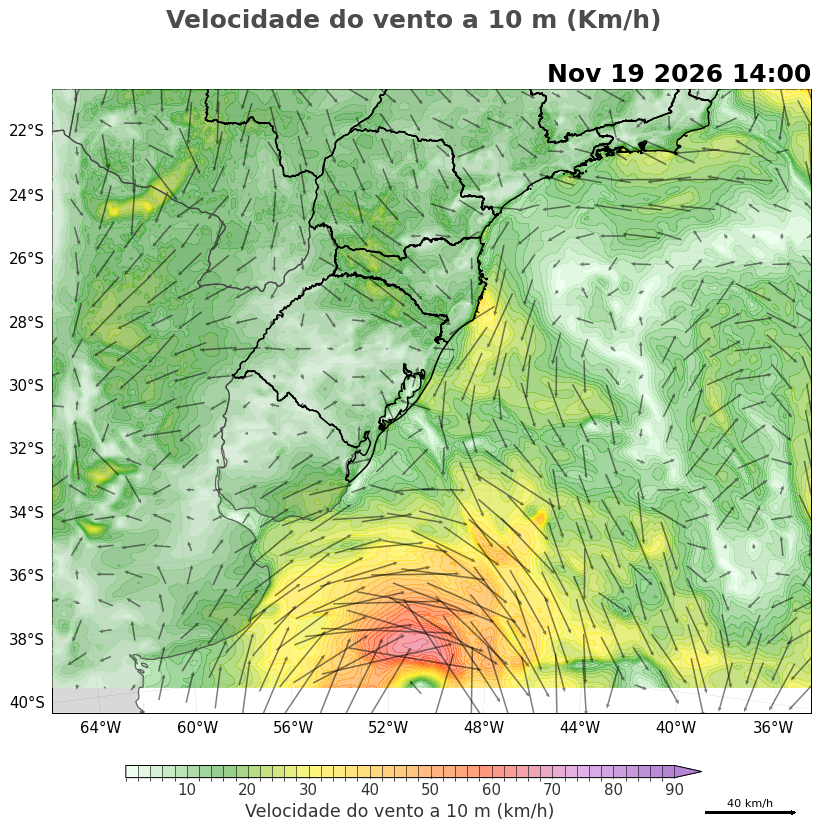 Velocidade do vento a 10 m (Km/h)
Nov 19 2026 14:00
22°S
24°S
26°S
28°S
30°S
32°S
34°S
36°S
38°S
40°S
64°W 60°W 56°W 52°W 48°W 44°W 40°W 36°W
10 20 30 40 50 60 70 80 90
Velocidade do vento a 10 m (km/h)
40 km/h